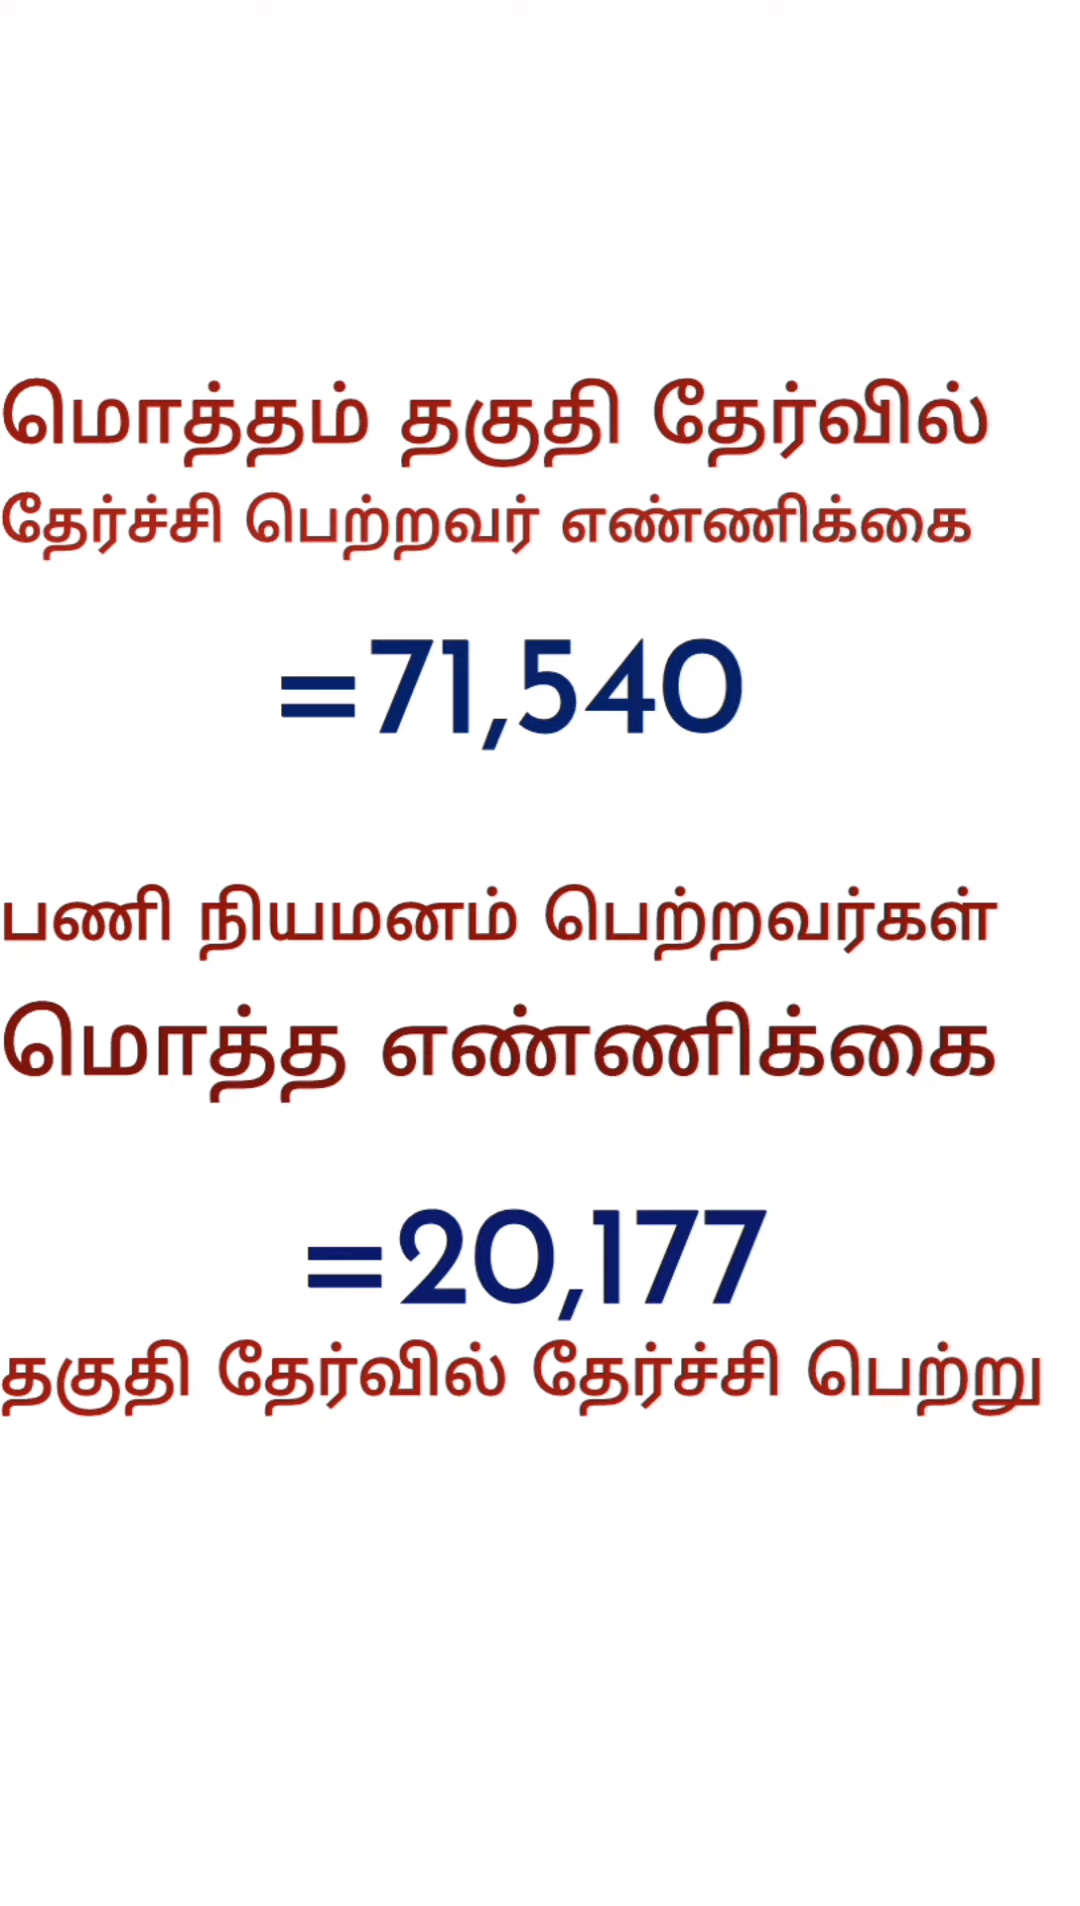 மொத்தம் தகுதி தேர்வில்
தேர்ச்சி பெற்றவர் எண்ணிக்கை
=71,540
பணி நியமனம் பெற்றவர்கள்
மொத்த எண்ணிக்கை
=20,177
தகுதி தேர்வில் தேர்ச்சி பெற்று